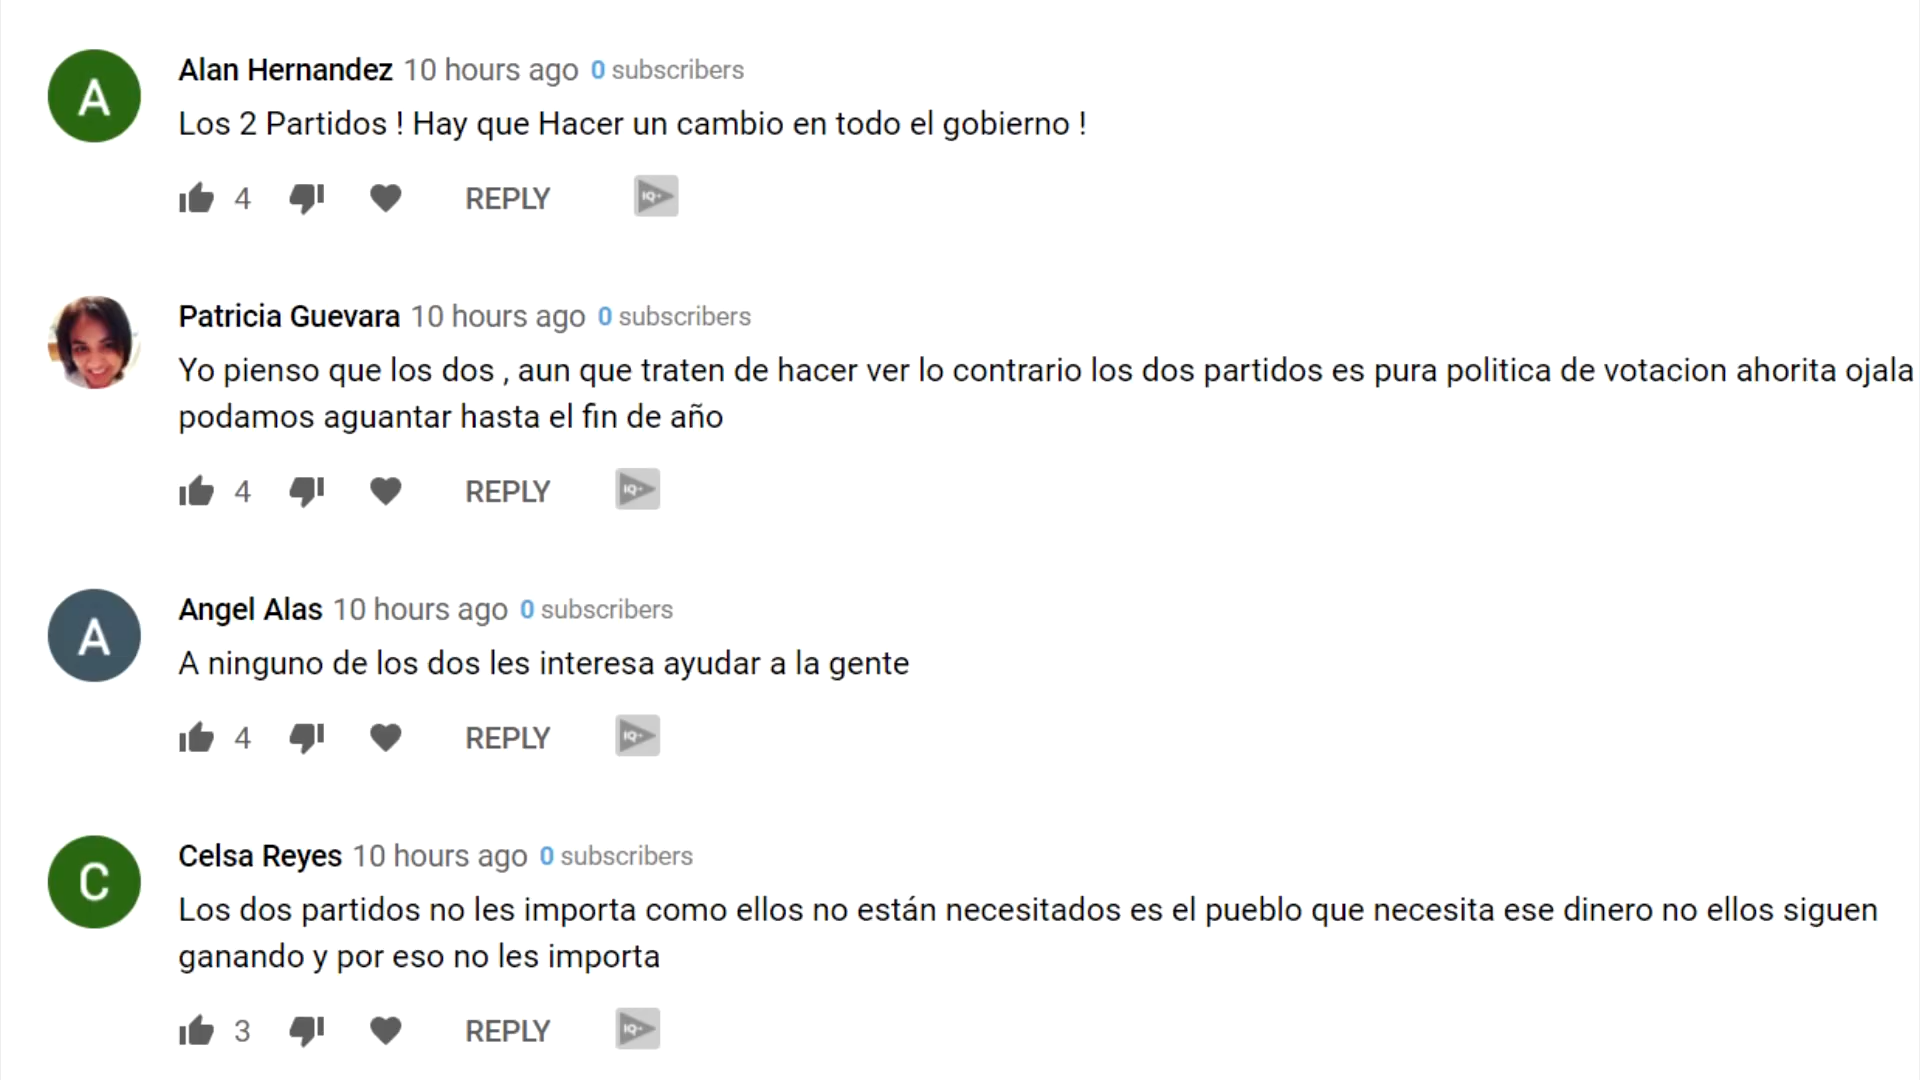 A
Alan Hernandez 10 hours ago 0 subscribers
Los 2 Partidos ! Hay que Hacer un cambio en todo el gobierno !
4 REPLY IQ+
Patricia Guevara 10 hours ago 0 subscribers
Yo pienso que los dos , aun que traten de hacer ver lo contrario los dos partidos es pura politica de votacion ahorita ojala
podamos aguantar hasta el fin de año
4 REPLY IQ+
A
Angel Alas 10 hours ago 0 subscribers
A ninguno de los dos les interesa ayudar a la gente
4 REPLY IQ+
C
Celsa Reyes 10 hours ago 0 subscribers
Los dos partidos no les importa como ellos no están necesitados es el pueblo que necesita ese dinero no ellos siguen
ganando y por eso no les importa
3 REPLY IQ+